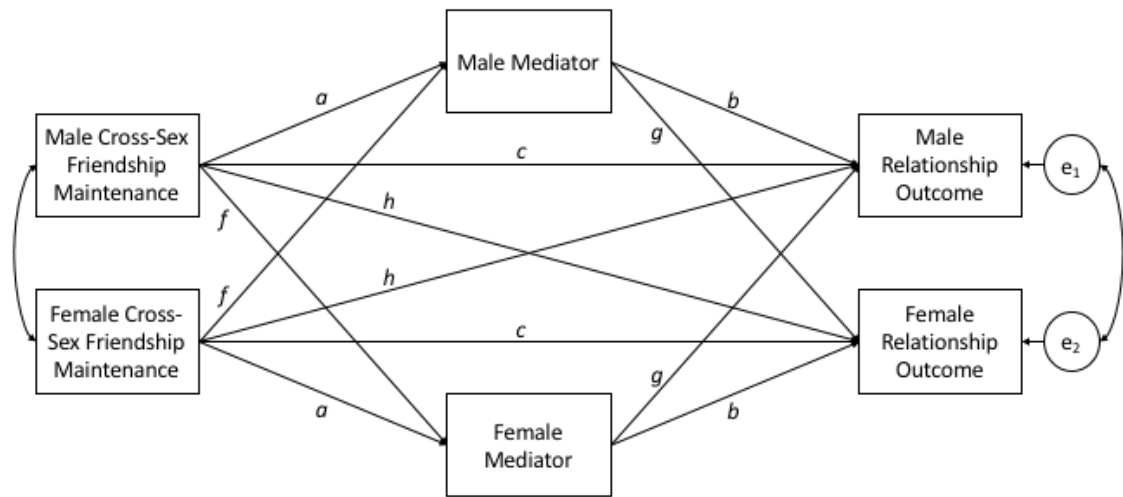 Male Mediator
a
b
Male Cross-Sex
Friendship
Maintenance
g
c
Male
Relationship
Outcome
e1
f
h
h
f
Female Cross-
Sex Friendship
Maintenance
c
Female
Relationship
Outcome
e2
g
a
b
Female
Mediator